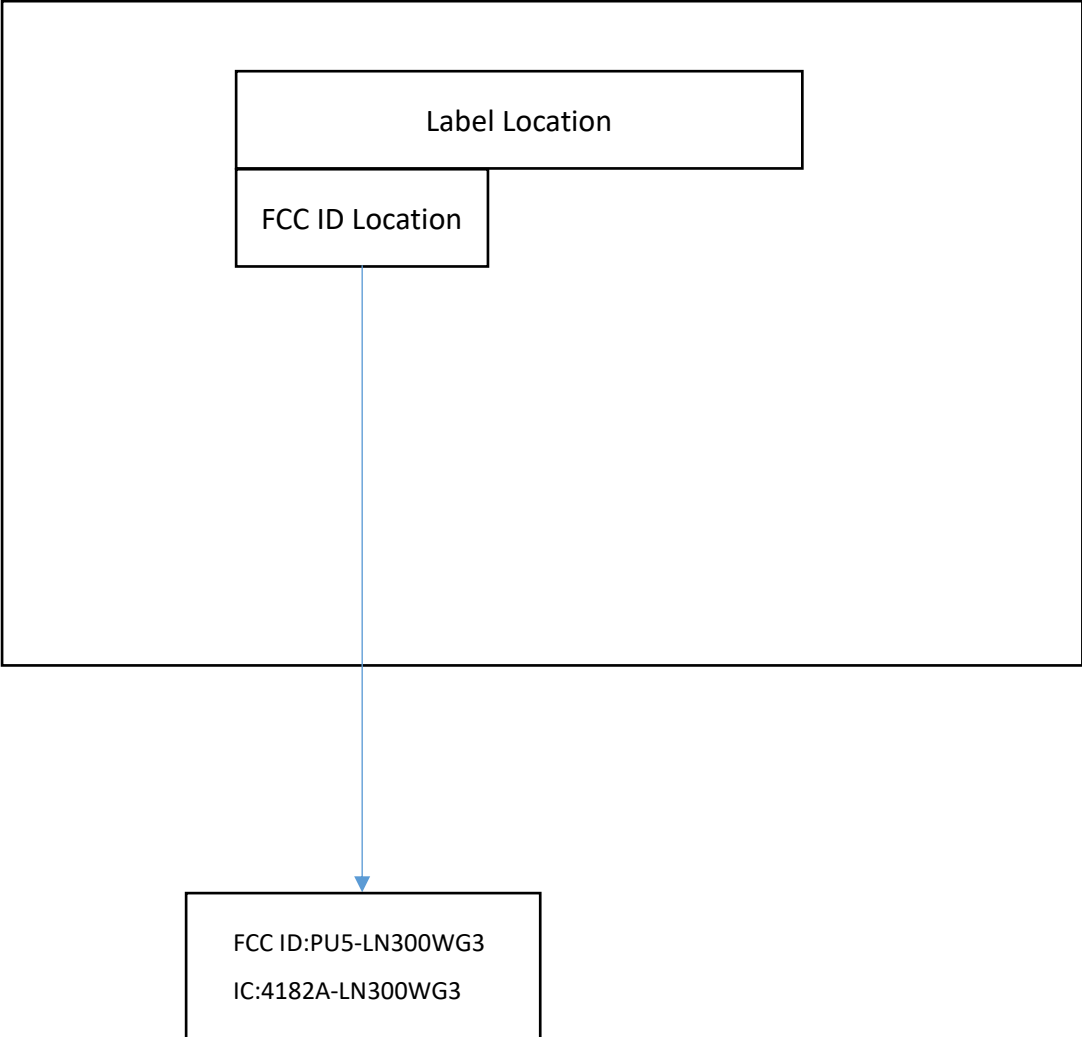 Label Location
FCC ID Location
FCC ID:PU5-LN300WG3
IC:4182A-LN300WG3